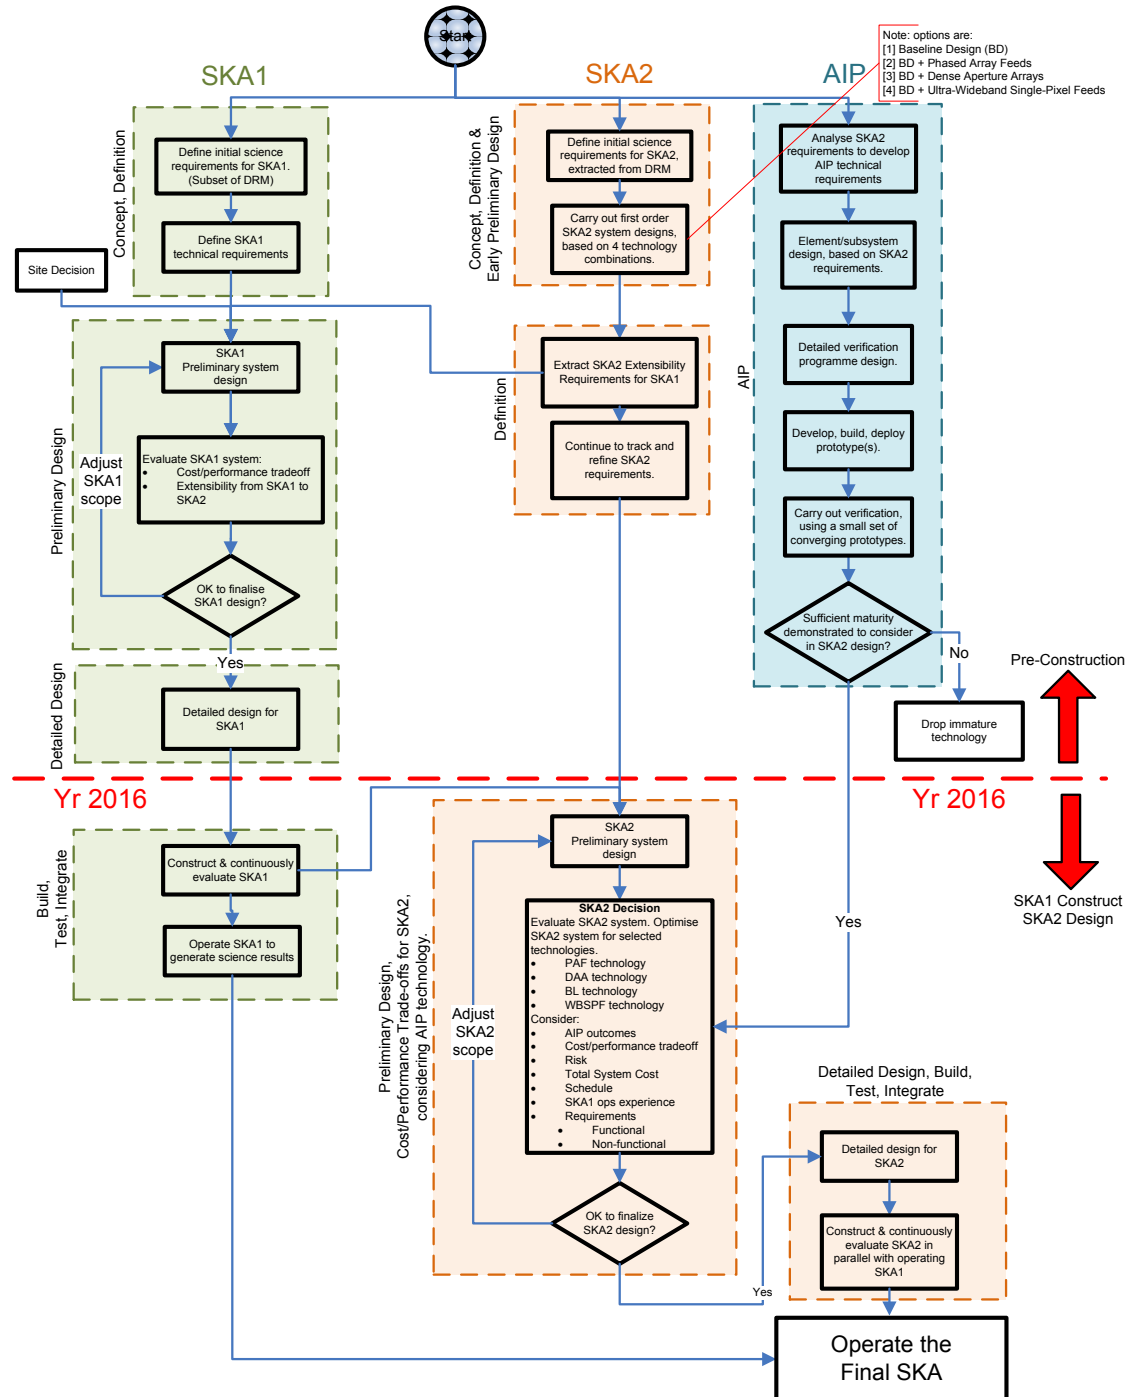 Start
Note: options are:
[1] Baseline Design (BD)
[2] BD + Phased Array Feeds
[3] BD + Dense Aperture Arrays
[4] BD + Ultra-Wideband Single-Pixel Feeds
SKA1
SKA2
AIP
Concept, Definition
Define initial science
requirements for SKA1.
(Subset of DRM)
Define SKA1
technical requirements
Site Decision
Concept, Definition &
Early Preliminary Design
Define initial science
requirements for SKA2,
extracted from DRM
Carry out first order
SKA2 system designs,
based on 4 technology
combinations.
AIP
Analyse SKA2
requirements to develop
AIP technical
requirements
Element/subsystem
design, based on SKA2
requirements.
Detailed verification
programme design.
Develop, build, deploy
prototype(s).
Carry out verification,
using a small set of
converging prototypes.
Sufficient maturity
demonstrated to consider
in SKA2 design?
No
Drop immature
technology
Preliminary Design
SKA1
Preliminary system
design
Evaluate SKA1 system:
• Cost/performance tradeoff
• Extensibility from SKA1 to
SKA2
Adjust
SKA1
scope
OK to finalise
SKA1 design?
Yes
Definition
Extract SKA2 Extensibility
Requirements for SKA1
Continue to track and
refine SKA2
requirements.
Detailed Design
Detailed design for
SKA1
Pre-Construction
Yr 2016
Yr 2016
SKA1 Construct
SKA2 Design
Build,
Test, Integrate
Construct & continuously
evaluate SKA1
Operate SKA1 to
generate science results
Preliminary Design,
Cost/Performance Trade-offs for SKA2,
considering AIP technology.
SKA2
Preliminary system
design
SKA2 Decision
Evaluate SKA2 system. Optimise
SKA2 system for selected
technologies.
• PAF technology
• DAA technology
• BL technology
• WBSPF technology
Consider:
• AIP outcomes
• Cost/performance tradeoff
• Risk
• Total System Cost
• Schedule
• SKA1 ops experience
• Requirements
• Functional
• Non-functional
Adjust
SKA2
scope
Yes
OK to finalize
SKA2 design?
Yes
Detailed Design, Build,
Test, Integrate
Detailed design for
SKA2
Construct & continuously
evaluate SKA2 in
parallel with operating
SKA1
Operate the
Final SKA